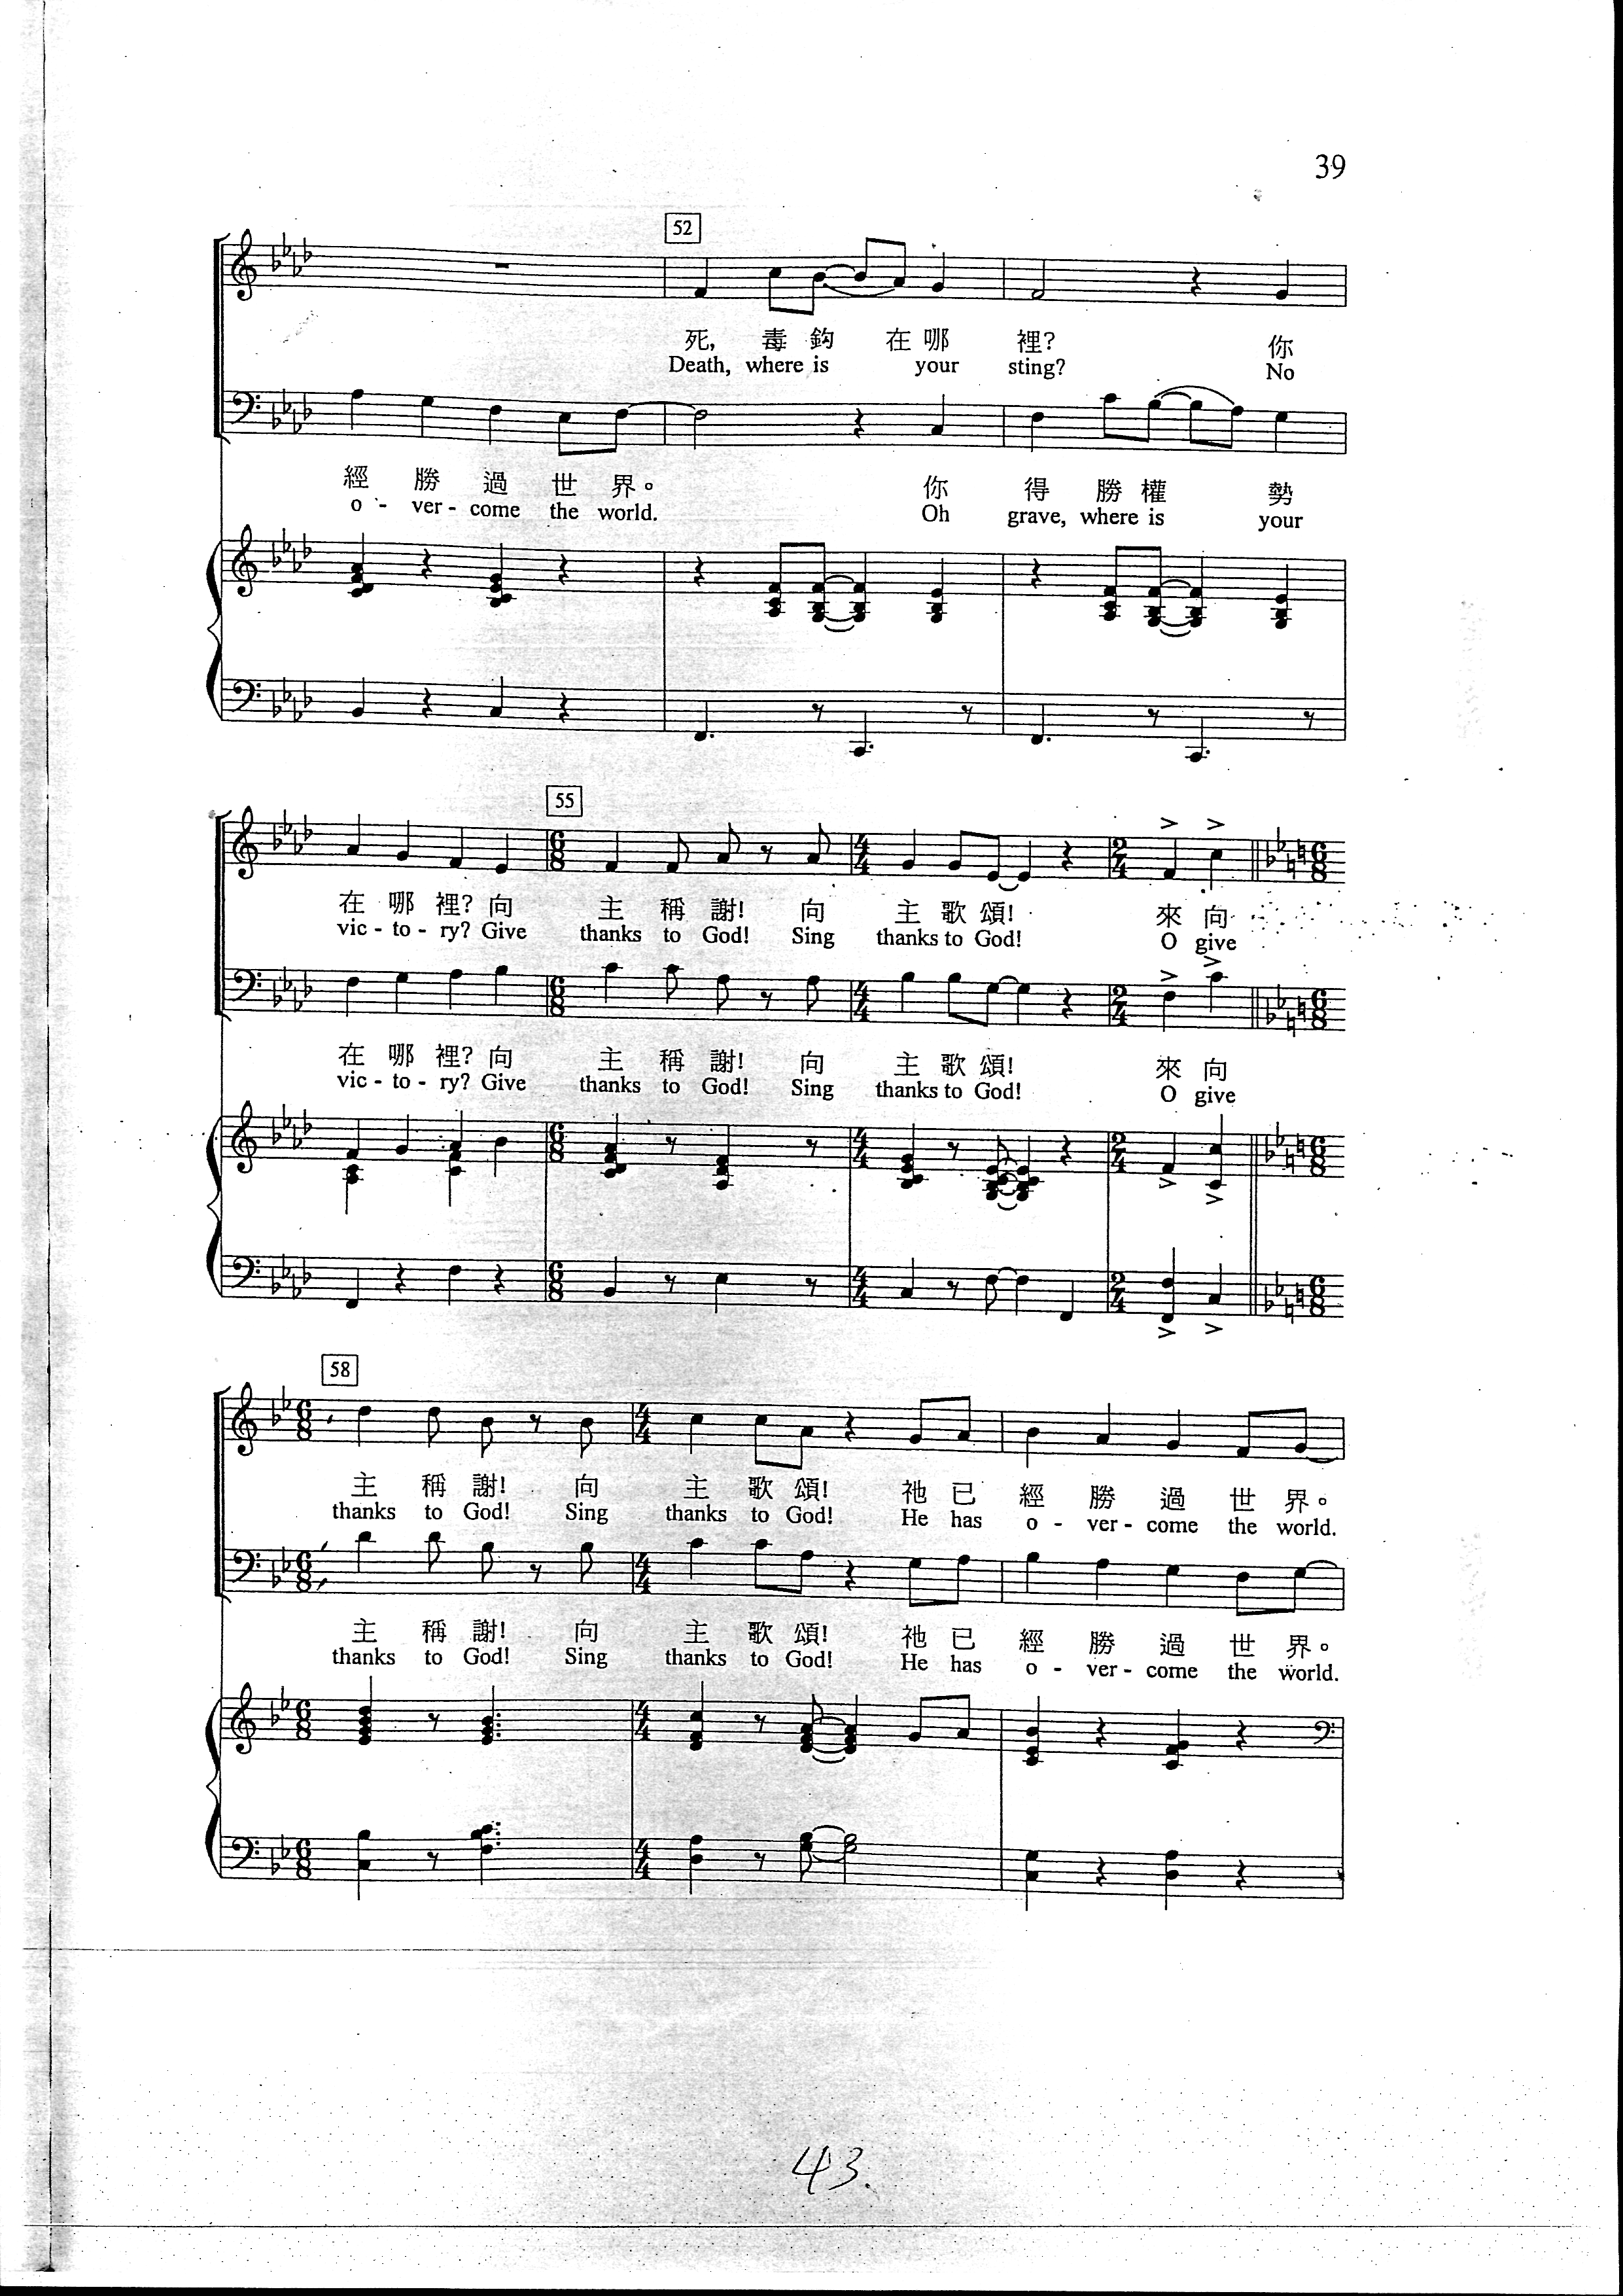 39
52
死, 毒 鈎 在 哪 裡? 你
Death, where is your sting? No
經 勝 過 世 界。 你 得 勝 權 勢
o - ver - come the world. Oh grave, where is your
55
在 哪 裡? 向 主 稱 謝! 向 主 歌 頌! 來 向
vic - to - ry? Give thanks to God! Sing thanks to God! O give
在 哪 裡? 向 主 稱 謝! 向 主 歌 頌! 來 向
vic - to - ry? Give thanks to God! Sing thanks to God! O give
58
主 稱 謝! 向 主 歌 頌! 祂 已 經 勝 過 世 界。
thanks to God! Sing thanks to God! He has o - ver - come the world.
主 稱 謝! 向 主 歌 頌! 祂 已 經 勝 過 世 界。
thanks to God! Sing thanks to God! He has o - ver - come the world.
43.